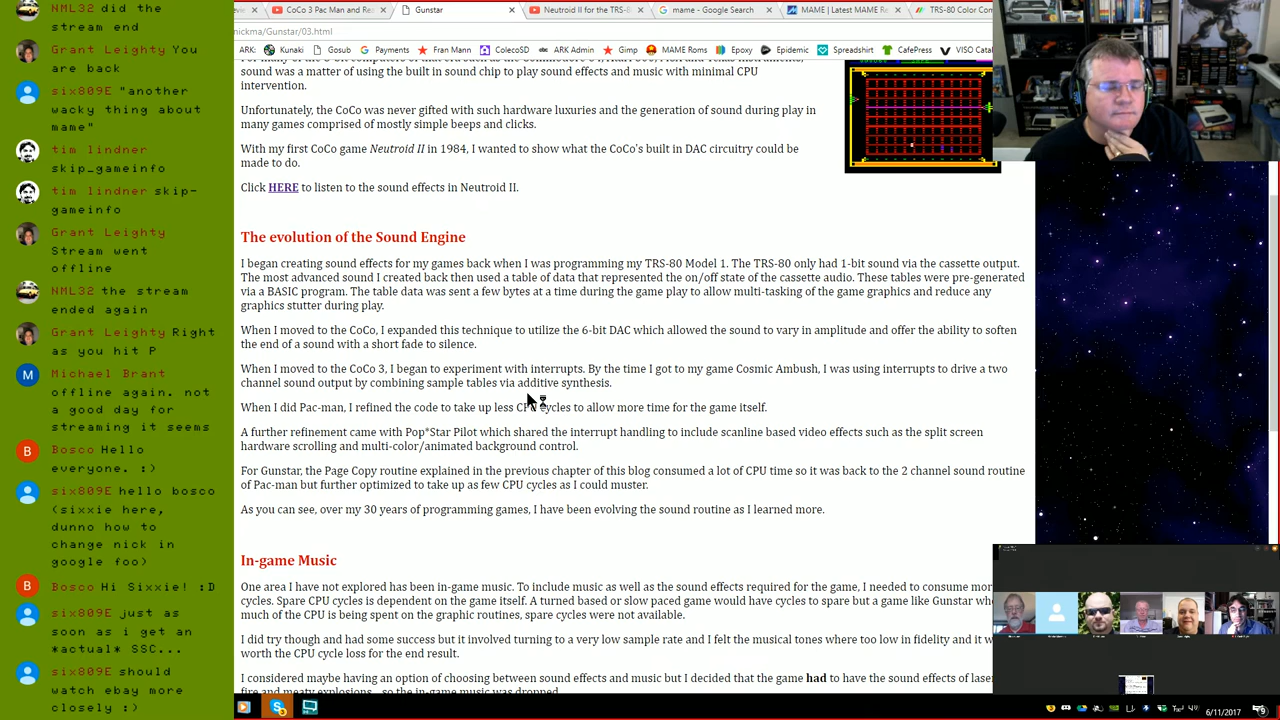 NML32 did the
stream end
Grant Leighty You
are back
six809E "another
wacky thing about
mame"
tim lindner
skip_gameinfo
tim lindner skip-
gameinfo
Grant Leighty
Stream went
offline
NML32 the stream
ended again
Grant Leighty Right
as you hit P
Michael Brant
offline again. not
a good day for
streaming it seems
Bosco Hello
everyone. :)
six809E hello bosco
(sixxie here,
dunno how to
change nick in
google foo)
Bosco Hi Sixxie! :D
six809E just as
soon as i get an
*actual* SSC...
six809E should
watch ebay more
closely :)
CoCo 3 Pac Man and Re
Gunstar
Neutroid II for the TRS-8
mame - Google Search
MAME | Latest MAME Re
TRS-80 Color Con
nickma/Gunstar/03.html
ARK: Kunaki Gosub Payments Fran Mann ColecoSD ARK Admin Gimp MAME Roms Epoxy Epidemic Spreadshirt CafePress VISO Catal
sound was a matter of using the built in sound chip to play sound effects and music with minimal CPU
intervention.
Unfortunately, the CoCo was never gifted with such hardware luxuries and the generation of sound during play in
many games comprised of mostly simple beeps and clicks.
With my first CoCo game Neutroid II in 1984, I wanted to show what the CoCo's built in DAC circuitry could be
made to do.
Click HERE to listen to the sound effects in Neutroid II.
The evolution of the Sound Engine
I began creating sound effects for my games back when I was programming my TRS-80 Model 1. The TRS-80 only had 1-bit sound via the cassette output.
The most advanced sound I created back then used a table of data that represented the on/off state of the cassette audio. These tables were pre-generated
via a BASIC program. The table data was sent a few bytes at a time during the game play to allow multi-tasking of the game graphics and reduce any
graphics stutter during play.
When I moved to the CoCo, I expanded this technique to utilize the 6-bit DAC which allowed the sound to vary in amplitude and offer the ability to soften
the end of a sound with a short fade to silence.
When I moved to the CoCo 3, I began to experiment with interrupts. By the time I got to my game Cosmic Ambush, I was using interrupts to drive a two
channel sound output by combining sample tables via additive synthesis.
When I did Pac-man, I refined the code to take up less CPU cycles to allow more time for the game itself.
A further refinement came with Pop*Star Pilot which shared the interrupt handling to include scanline based video effects such as the split screen
hardware scrolling and multi-color/animated background control.
For Gunstar, the Page Copy routine explained in the previous chapter of this blog consumed a lot of CPU time so it was back to the 2 channel sound routine
of Pac-man but further optimized to take up as few CPU cycles as I could muster.
As you can see, over my 30 years of programming games, I have been evolving the sound routine as I learned more.
In-game Music
One area I have not explored has been in-game music. To include music as well as the sound effects required for the game, I needed to consume mor
cycles. Spare CPU cycles is dependent on the game itself. A turned based or slow paced game would have cycles to spare but a game like Gunstar whe
much of the CPU is being spent on the graphic routines, spare cycles were not available.
I did try though and had some success but it involved turning to a very low sample rate and I felt the musical tones where too low in fidelity and it w
worth the CPU cycle loss for the end result.
I considered maybe having an option of choosing between sound effects and music but I decided that the game had to have the sound effects of laser
fire and meaty explosions... so the in-game music was dropped.
6/11/2017